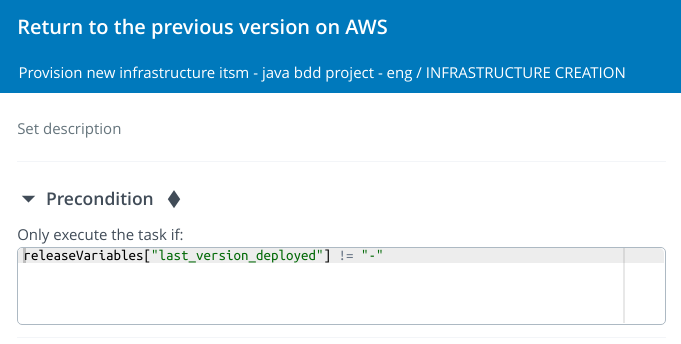 Return to the previous version on AWS
Provision new infrastructure itsm - java bdd project - eng / INFRASTRUCTURE CREATION
Set description
Precondition
Only execute the task if:
releaseVariables["last_version_deployed"] != "-"